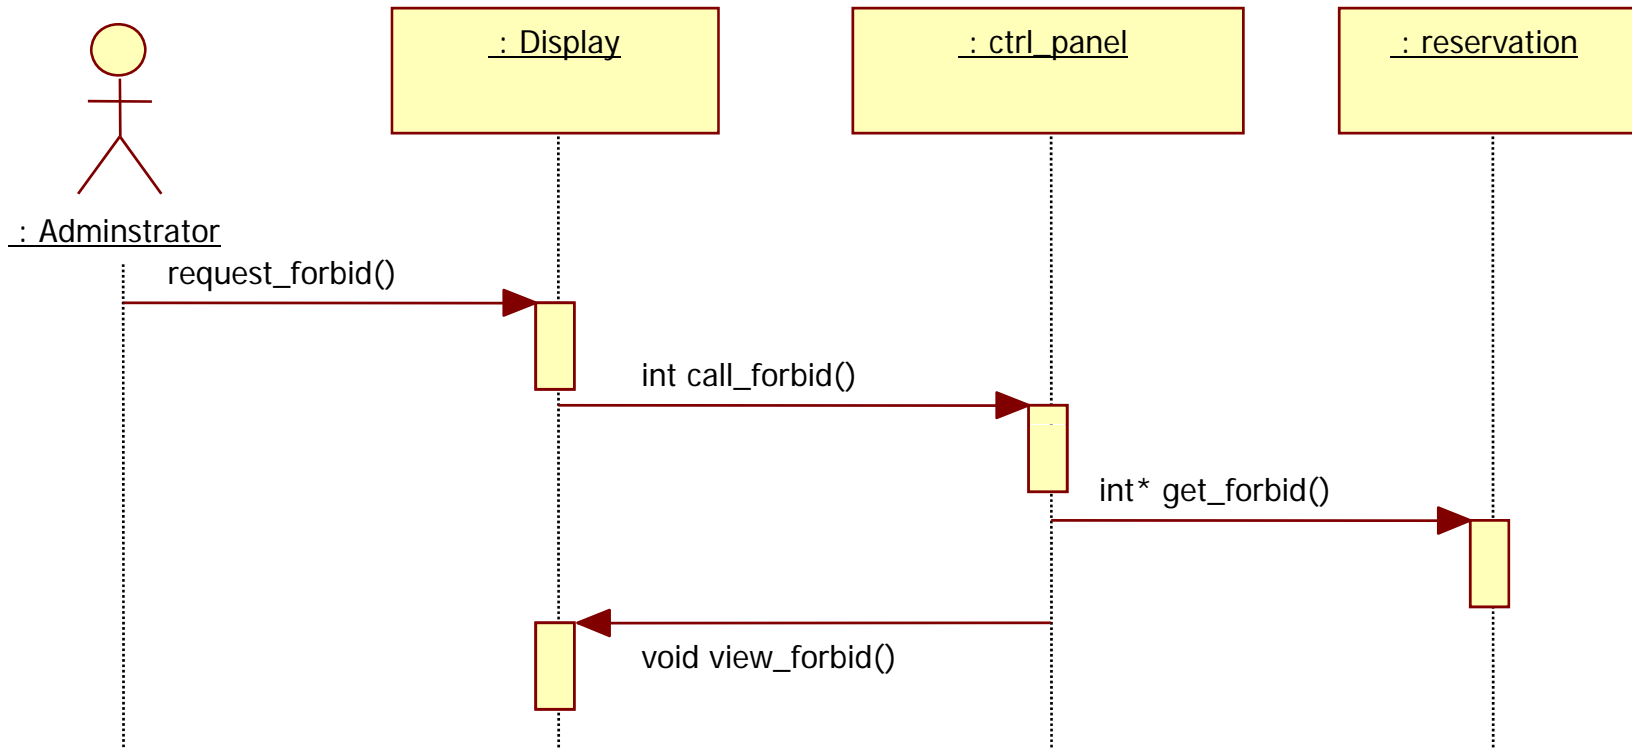 : Display
: ctrl_panel
: reservation
: Adminstrator
request_forbid()
int call_forbid()
int* get_forbid()
void view_forbid()